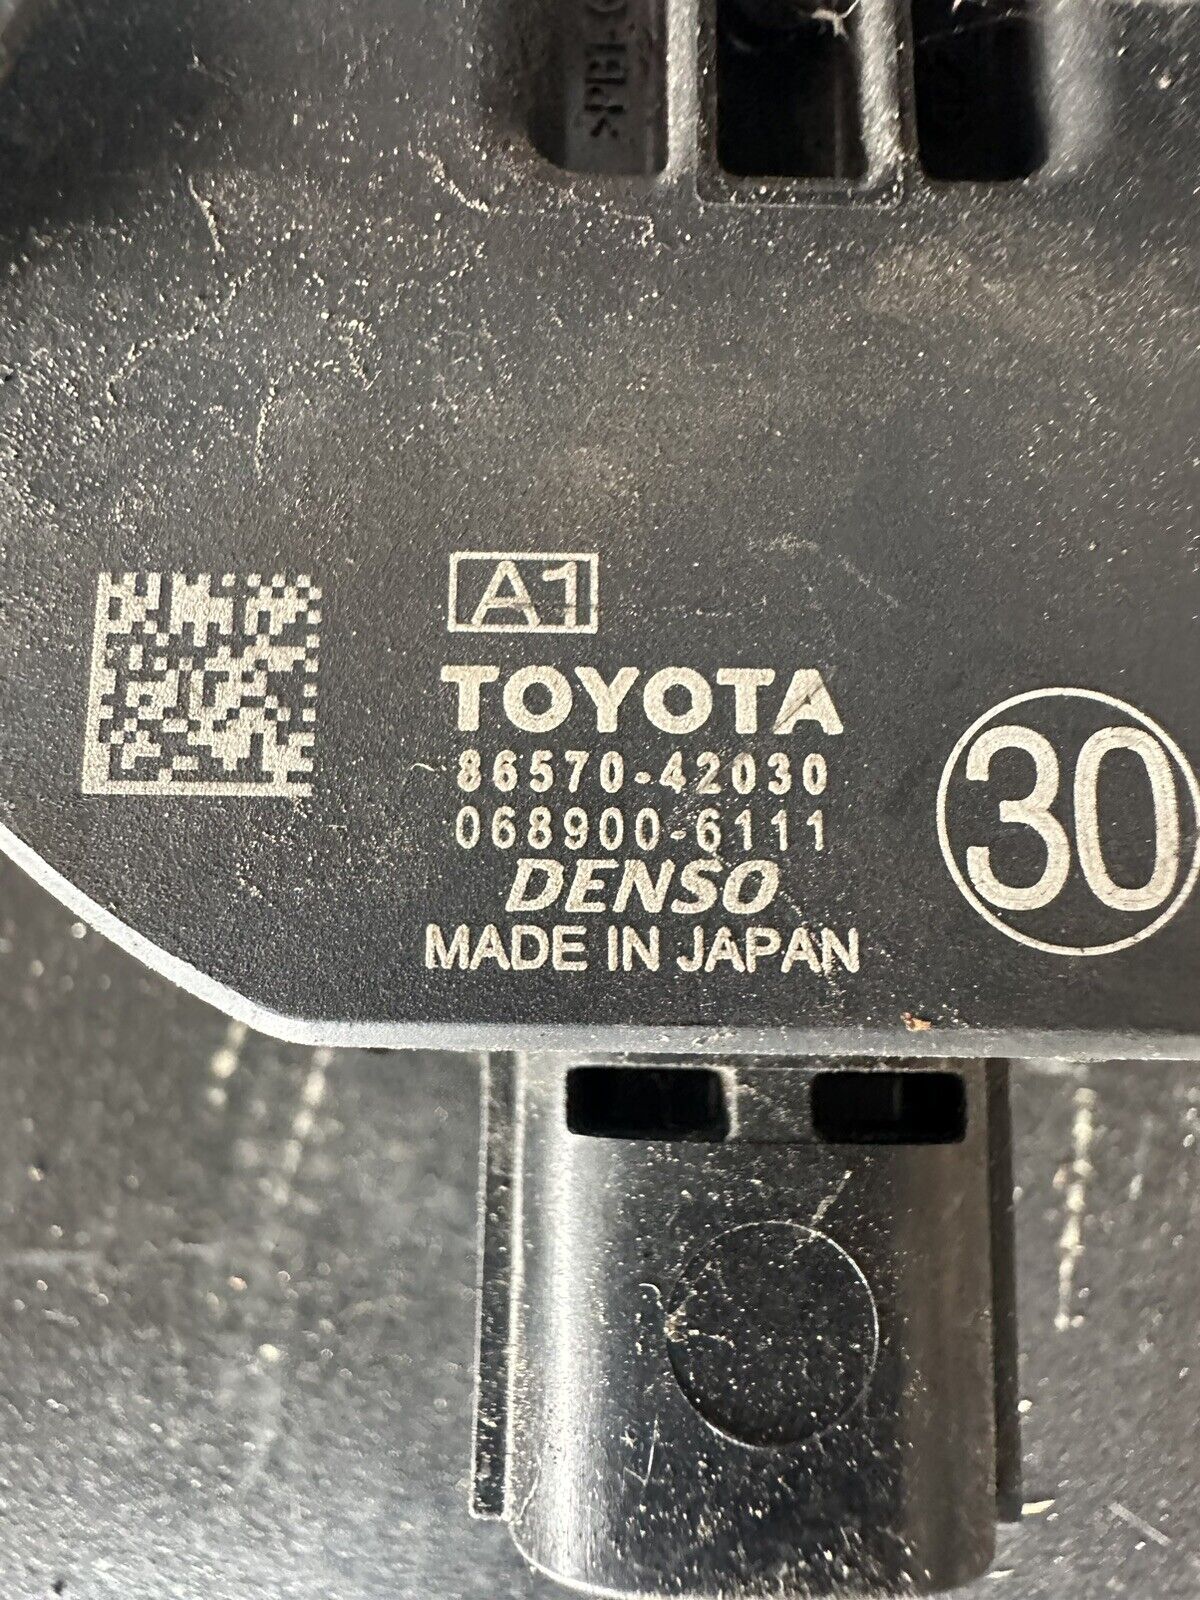 A1
TOYOTA
86570-42030
068900-6111
30
DENSO
MADE IN JAPAN